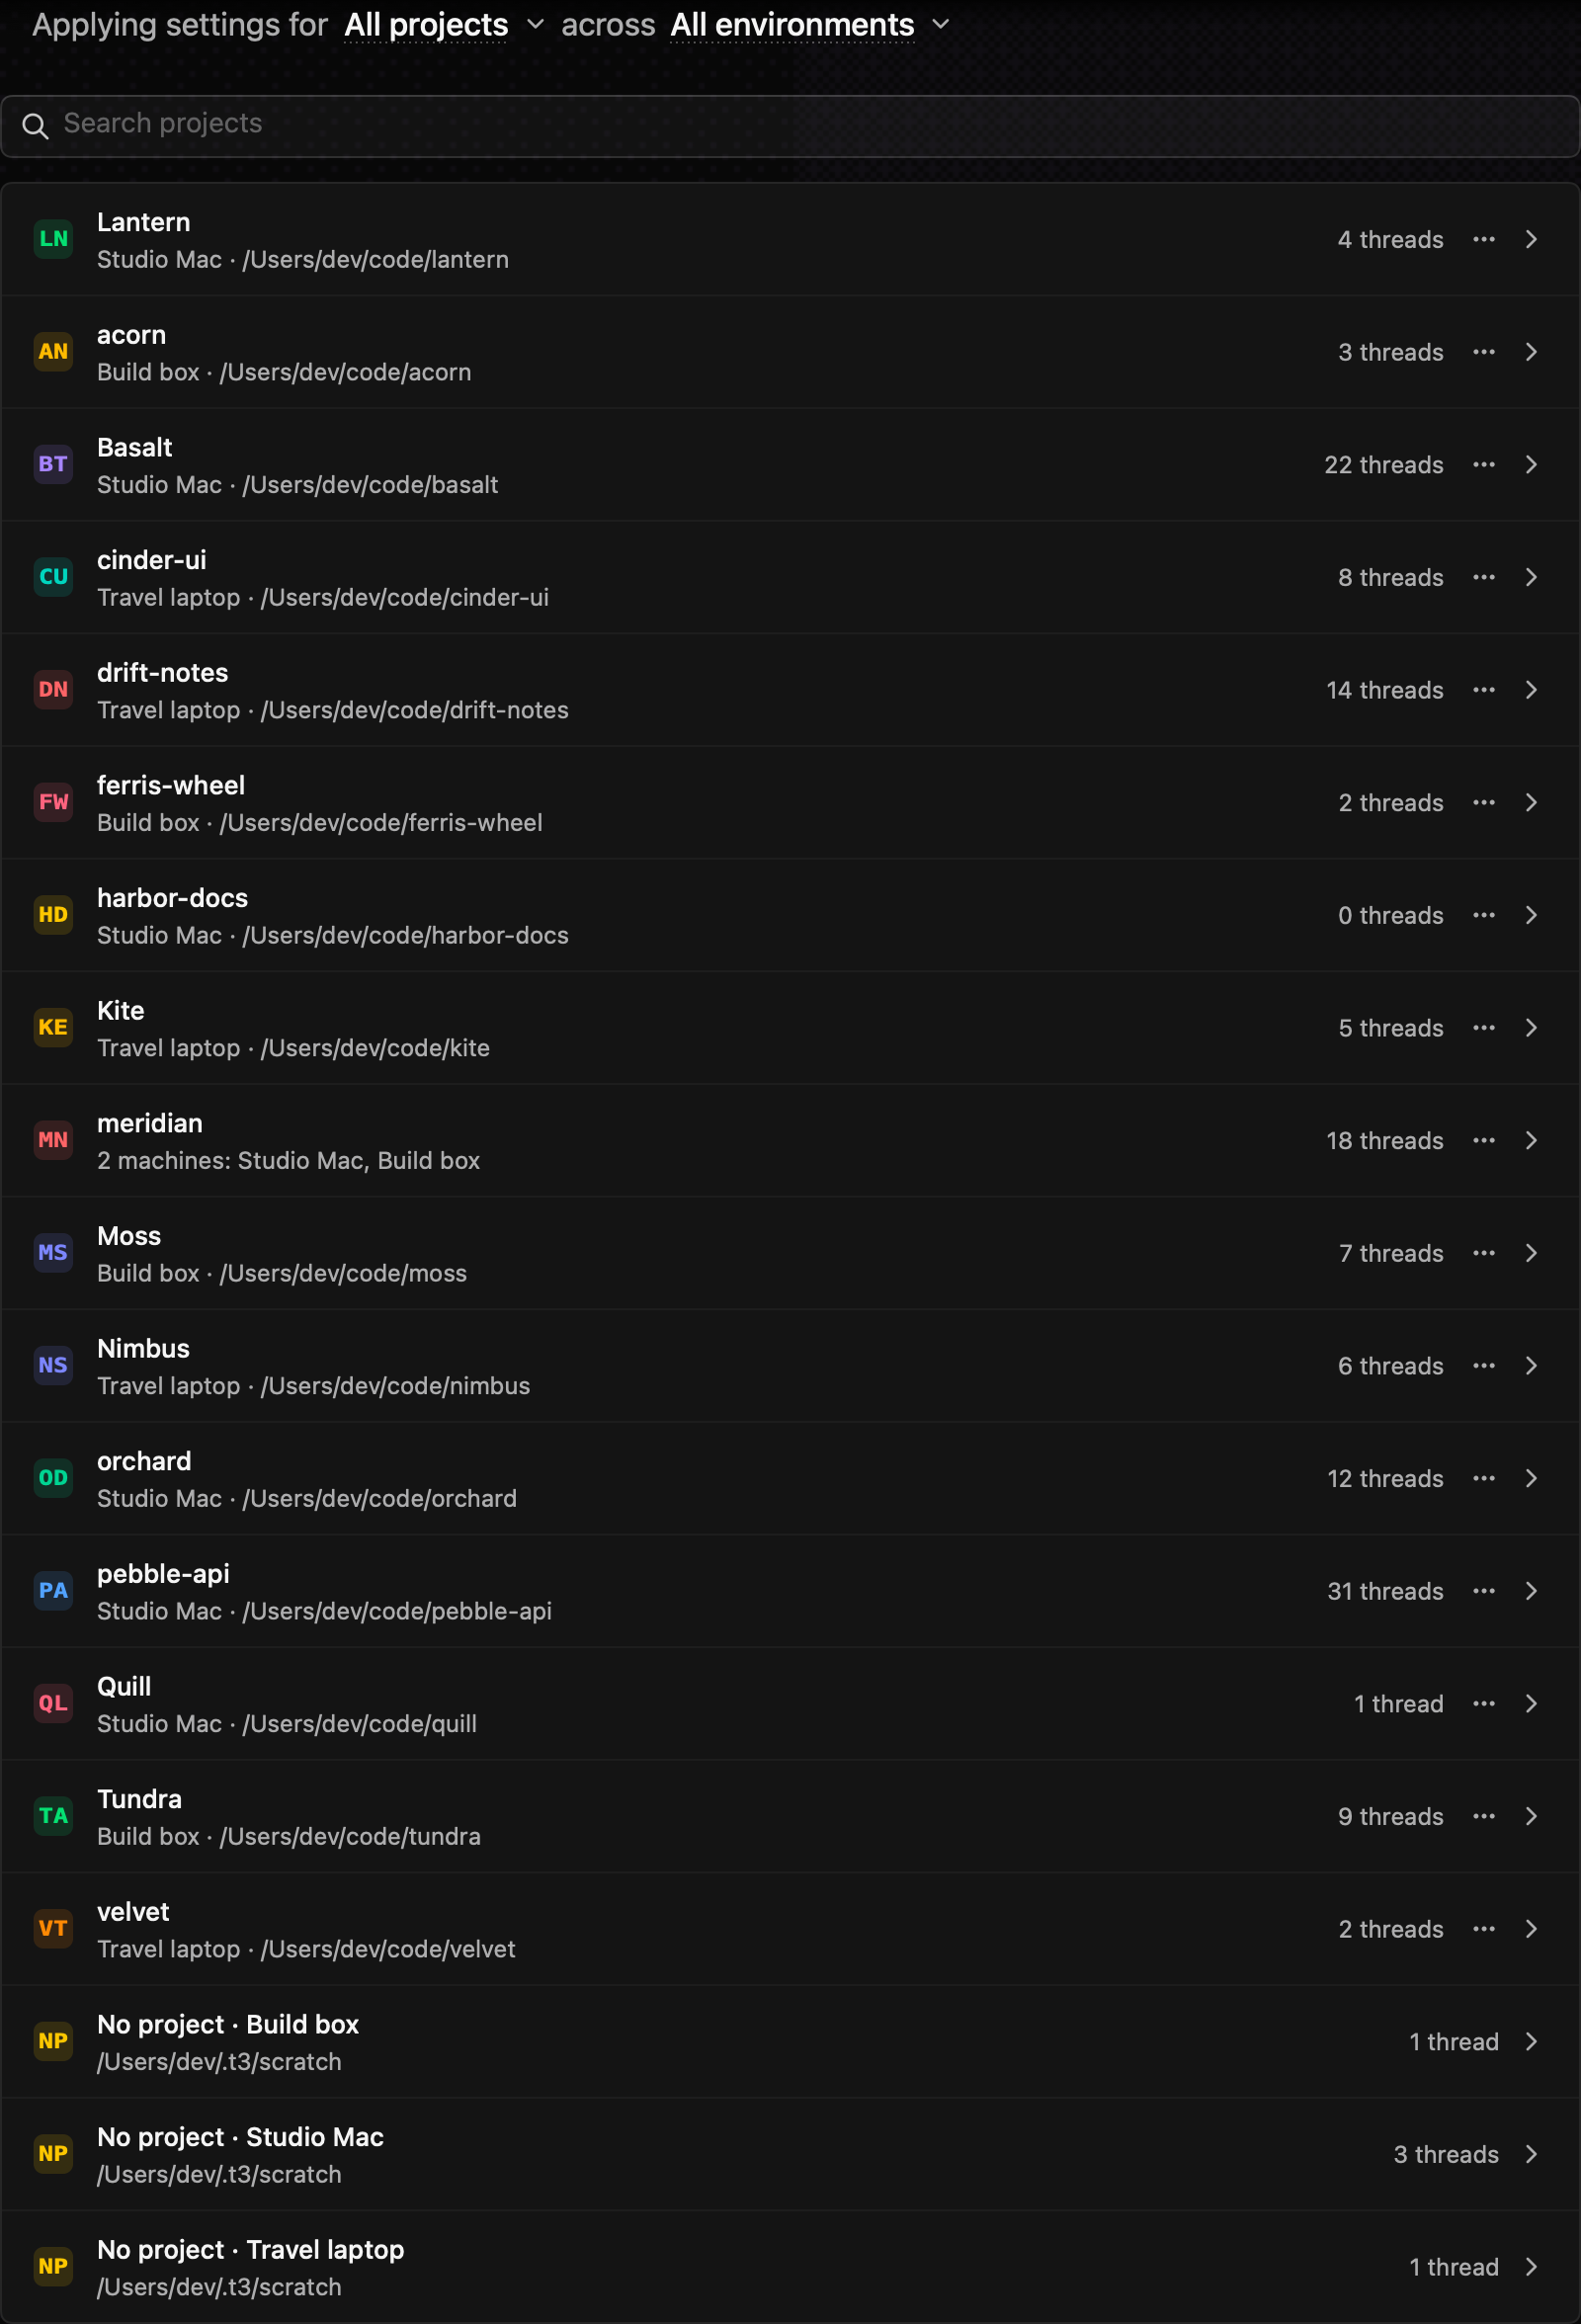 Applying settings for All projects across All environments
Search projects
LN
Lantern
Studio Mac · /Users/dev/code/lantern
4 threads
AN
acorn
Build box · /Users/dev/code/acorn
3 threads
BT
Basalt
Studio Mac · /Users/dev/code/basalt
22 threads
CU
cinder-ui
Travel laptop · /Users/dev/code/cinder-ui
8 threads
DN
drift-notes
Travel laptop · /Users/dev/code/drift-notes
14 threads
FW
ferris-wheel
Build box · /Users/dev/code/ferris-wheel
2 threads
HD
harbor-docs
Studio Mac · /Users/dev/code/harbor-docs
0 threads
KE
Kite
Travel laptop · /Users/dev/code/kite
5 threads
MN
meridian
2 machines: Studio Mac, Build box
18 threads
MS
Moss
Build box · /Users/dev/code/moss
7 threads
NS
Nimbus
Travel laptop · /Users/dev/code/nimbus
6 threads
OD
orchard
Studio Mac · /Users/dev/code/orchard
12 threads
PA
pebble-api
Studio Mac · /Users/dev/code/pebble-api
31 threads
QL
Quill
Studio Mac · /Users/dev/code/quill
1 thread
TA
Tundra
Build box · /Users/dev/code/tundra
9 threads
VT
velvet
Travel laptop · /Users/dev/code/velvet
2 threads
NP
No project · Build box
/Users/dev/.t3/scratch
1 thread
NP
No project · Studio Mac
/Users/dev/.t3/scratch
3 threads
NP
No project · Travel laptop
/Users/dev/.t3/scratch
1 thread